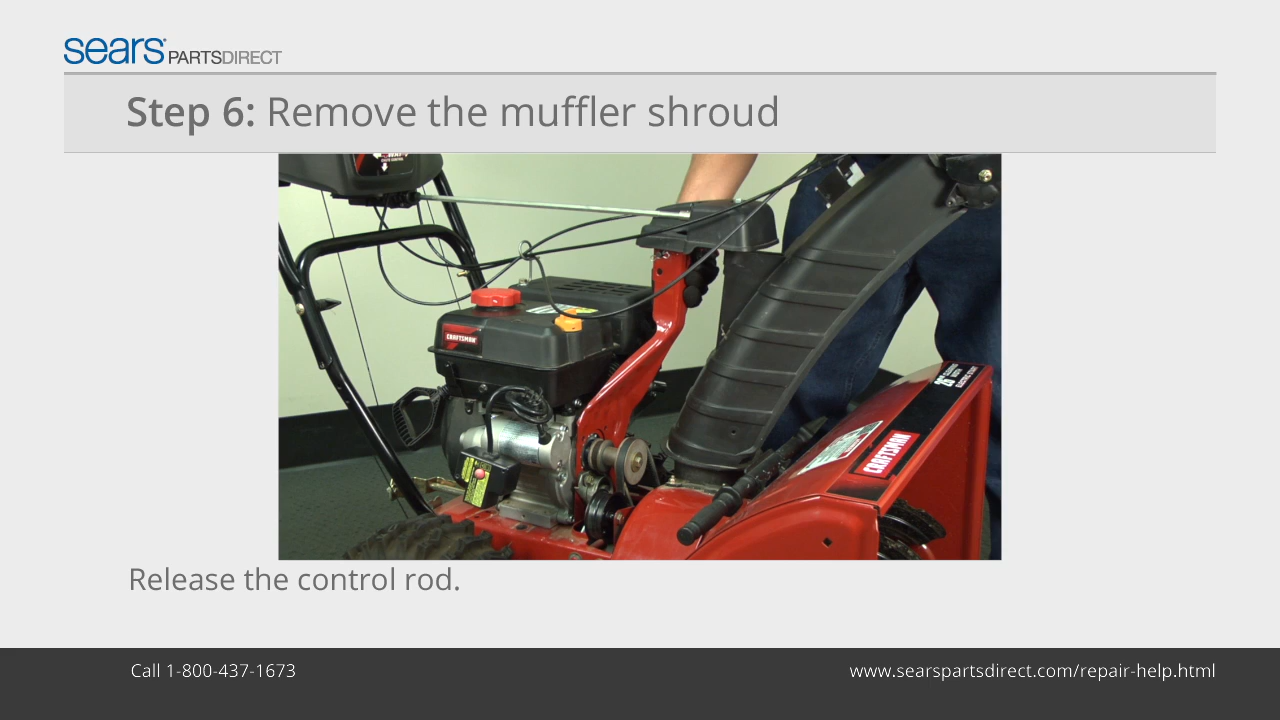 sears PARTSDIRECT
Step 6: Remove the muffler shroud
CRAFTSMAN
CRAFTSMAN
Release the control rod.
Call 1-800-437-1673
www.searspartsdirect.com/repair-help.html